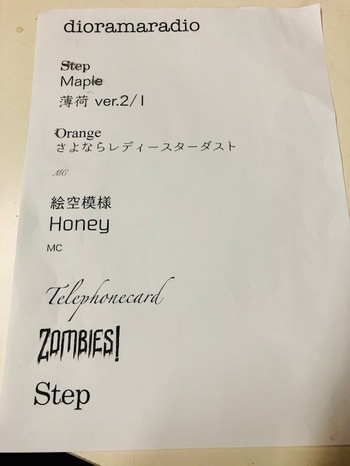 dioramaradio
Step
Maple
薄荷 ver.2/1
Orange
さよならレディースターダスト
MC
絵空模様
Honey
MC
Telephonecard
ZOMBIES!
Step